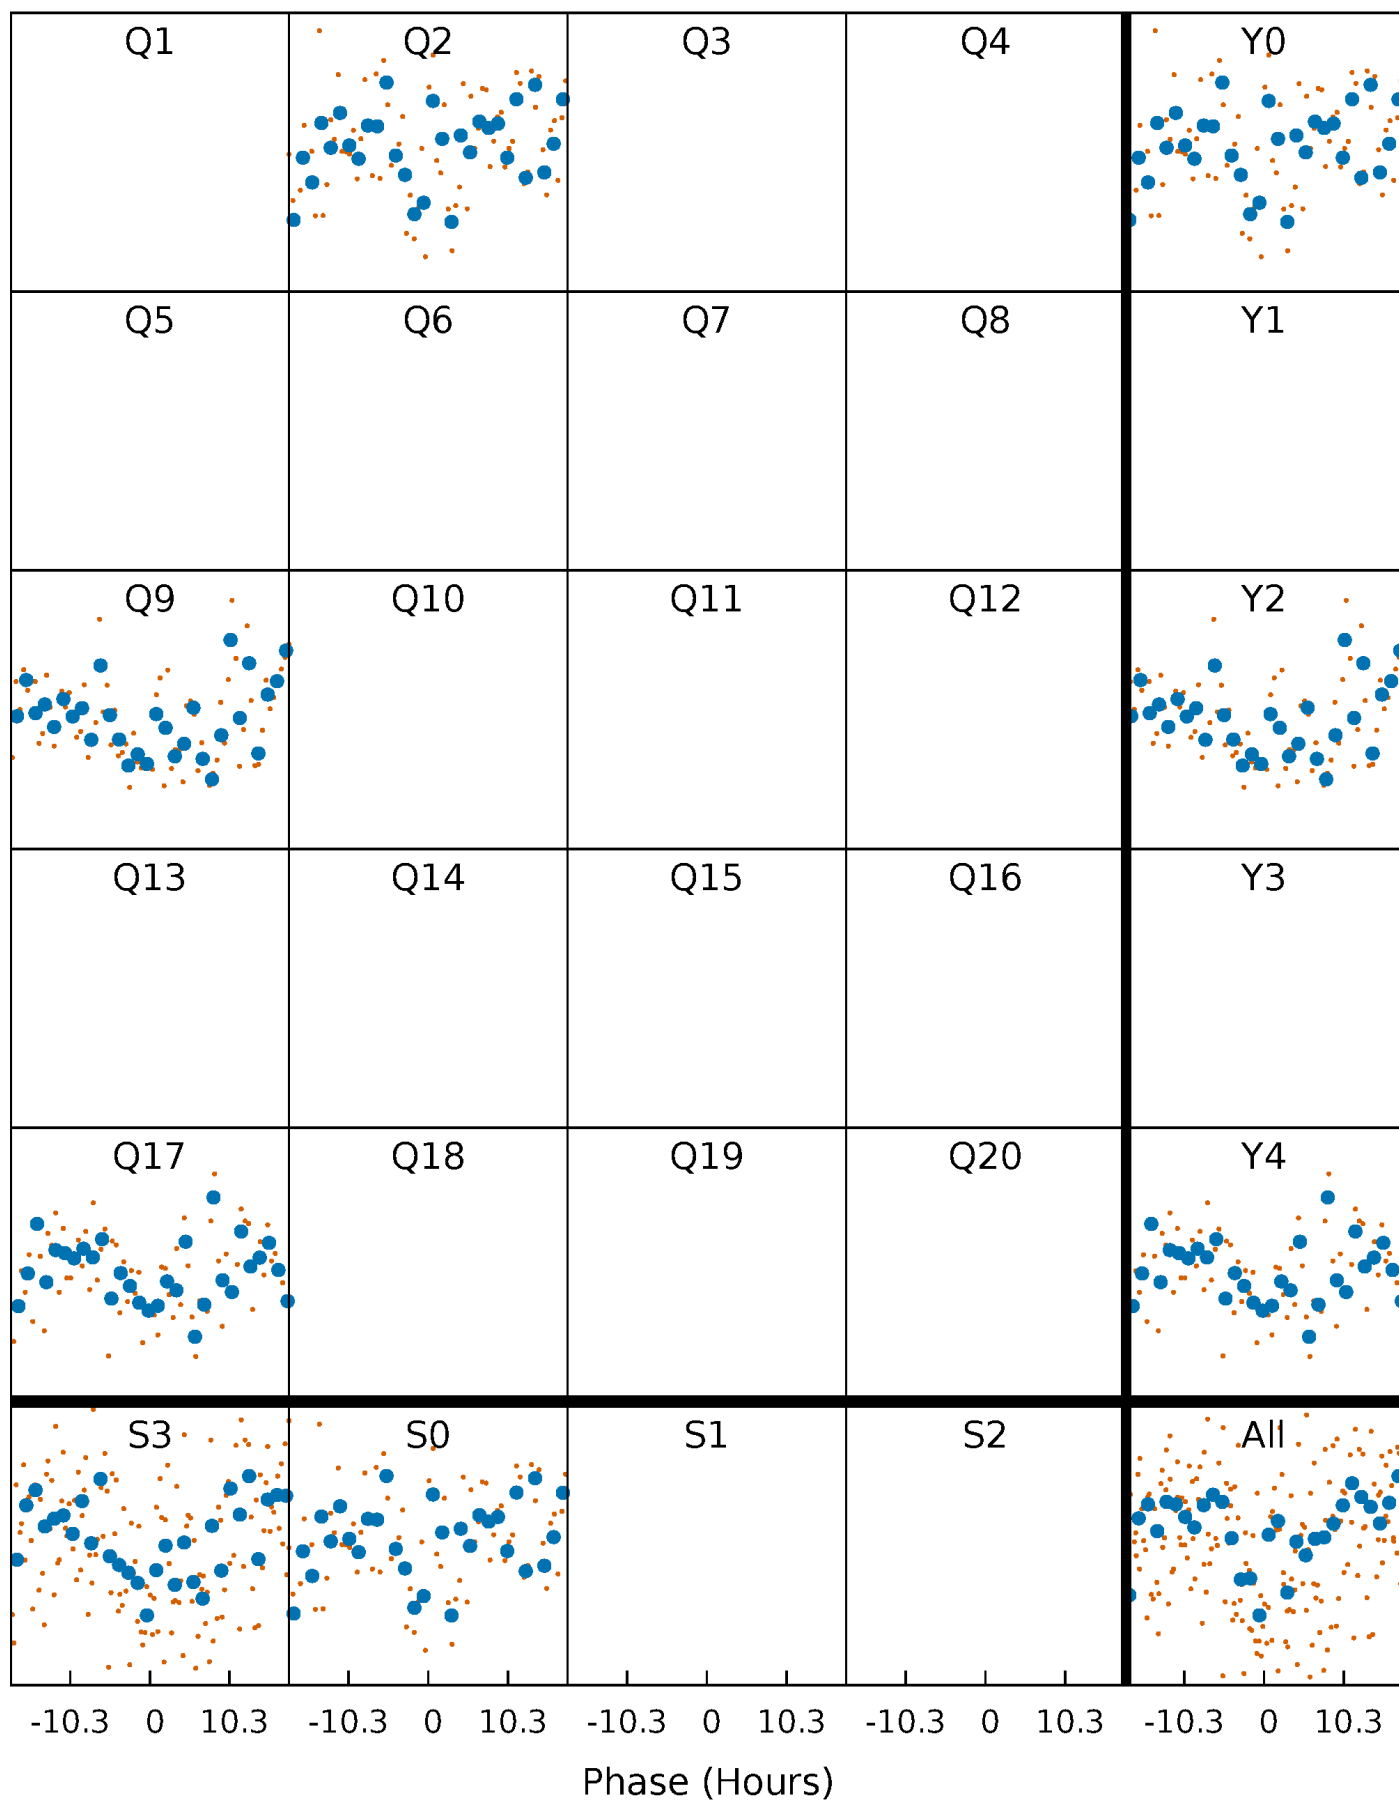 Q1 Q2 Q3 Q4 Y0
Q5 Q6 Q7 Q8 Y1
Q9 Q10 Q11 Q12 Y2
Q13 Q14 Q15 Q16 Y3
Q17 Q18 Q19 Q20 Y4
S3 S0 S1 S2 All
-10.3 0 10.3 -10.3 0 10.3 -10.3 0 10.3 -10.3 0 10.3 -10.3 0 10.3
Phase (Hours)